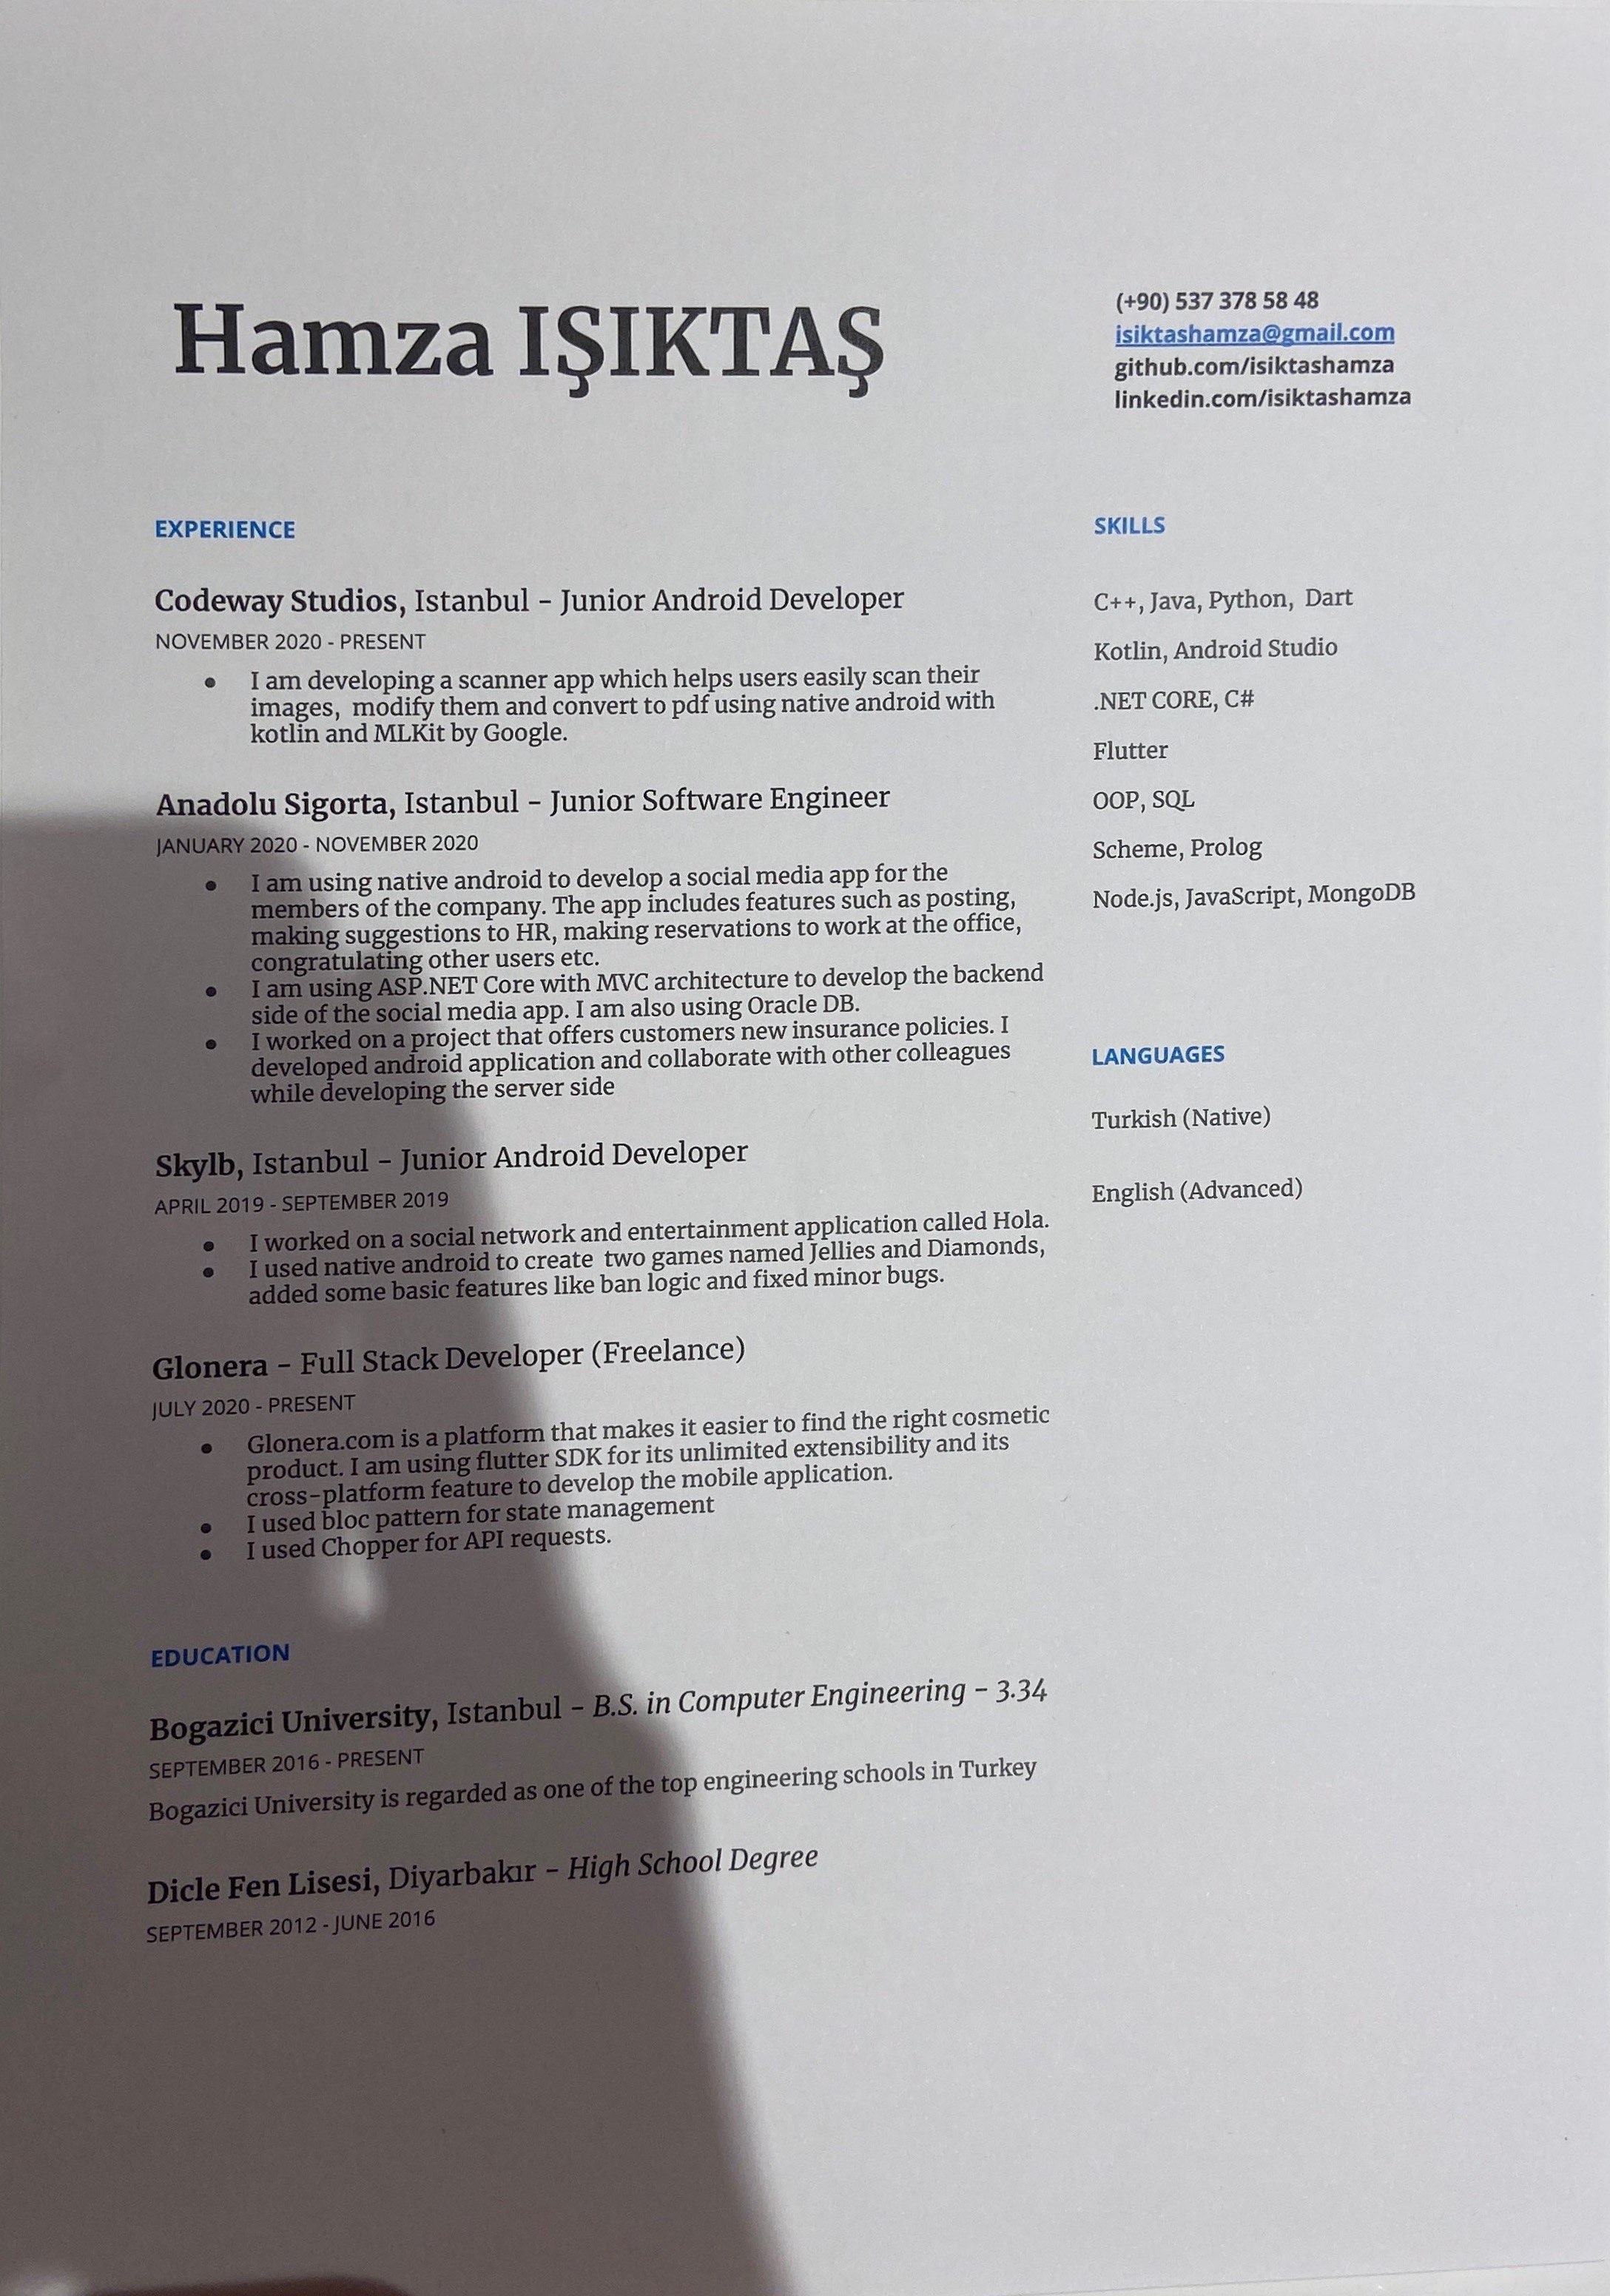 Hamza IŞIKTAŞ
(+90) 537 378 58 48
isiktashamza@gmail.com
github.com/isiktashamza
linkedin.com/isiktashamza
EXPERIENCE
Codeway Studios, Istanbul – Junior Android Developer
NOVEMBER 2020 - PRESENT
● I am developing a scanner app which helps users easily scan their
images,  modify them and convert to pdf using native android with
kotlin and MLKit by Google.
Anadolu Sigorta, Istanbul – Junior Software Engineer
JANUARY 2020 - NOVEMBER 2020
● I am using native android to develop a social media app for the
members of the company. The app includes features such as posting,
making suggestions to HR, making reservations to work at the office,
congratulating other users etc.
● I am using ASP.NET Core with MVC architecture to develop the backend
side of the social media app. I am also using Oracle DB.
● I worked on a project that offers customers new insurance policies. I
developed android application and collaborate with other colleagues
while developing the server side
Skylb, Istanbul – Junior Android Developer
APRIL 2019 - SEPTEMBER 2019
● I worked on a social network and entertainment application called Hola.
● I used native android to create  two games named Jellies and Diamonds,
added some basic features like ban logic and fixed minor bugs.
Glonera – Full Stack Developer (Freelance)
JULY 2020 - PRESENT
● Glonera.com is a platform that makes it easier to find the right cosmetic
product. I am using flutter SDK for its unlimited extensibility and its
cross-platform feature to develop the mobile application.
● I used bloc pattern for state management
● I used Chopper for API requests.
EDUCATION
Bogazici University, Istanbul – B.S. in Computer Engineering – 3.34
SEPTEMBER 2016 - PRESENT
Bogazici University is regarded as one of the top engineering schools in Turkey
Dicle Fen Lisesi, Diyarbakır – High School Degree
SEPTEMBER 2012 - JUNE 2016
SKILLS
C++, Java, Python,  Dart
Kotlin, Android Studio
.NET CORE, C#
Flutter
OOP, SQL
Scheme, Prolog
Node.js, JavaScript, MongoDB
LANGUAGES
Turkish (Native)
English (Advanced)